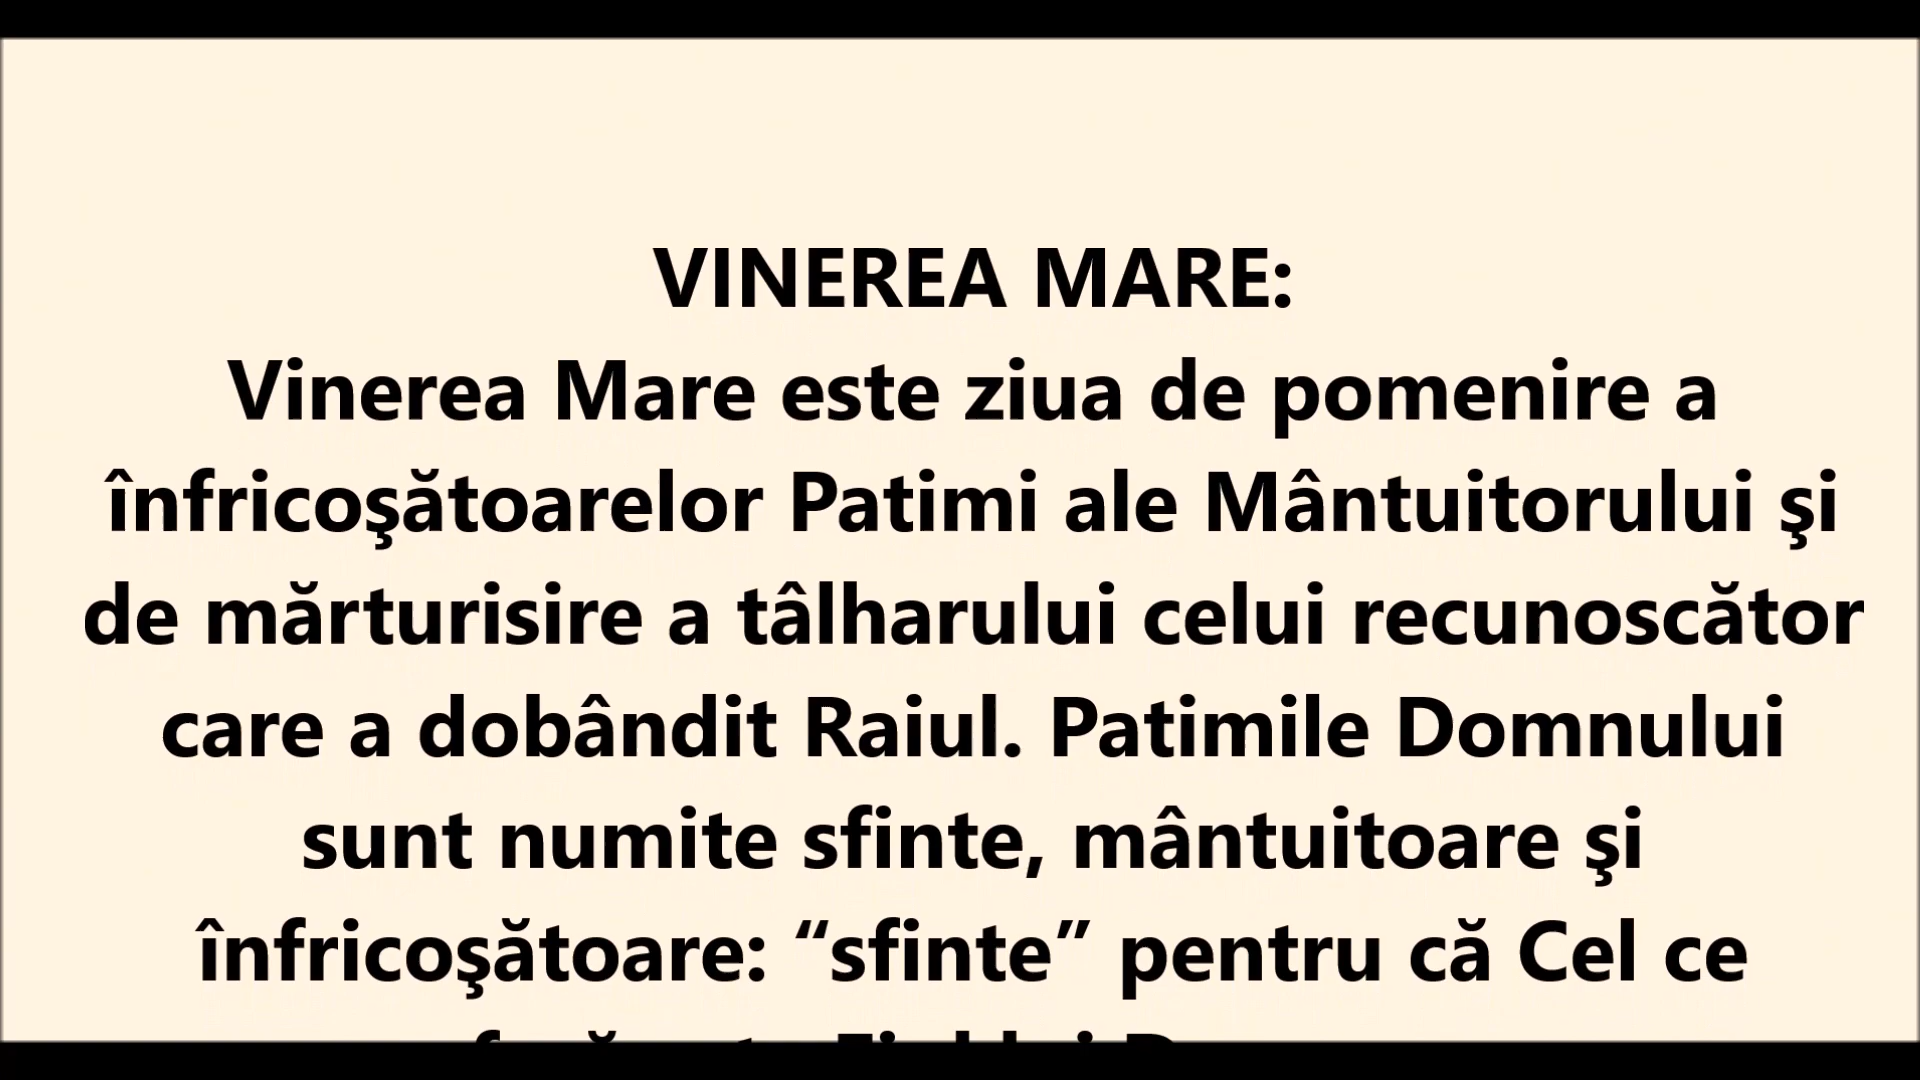 VINEREA MARE:
Vinerea Mare este ziua de pomenire a
înfricoşătoarelor Patimi ale Mântuitorului şi
de mărturisire a tâlharului celui recunoscător
care a dobândit Raiul. Patimile Domnului
sunt numite sfinte, mântuitoare şi
înfricoşătoare: “sfinte” pentru că Cel ce